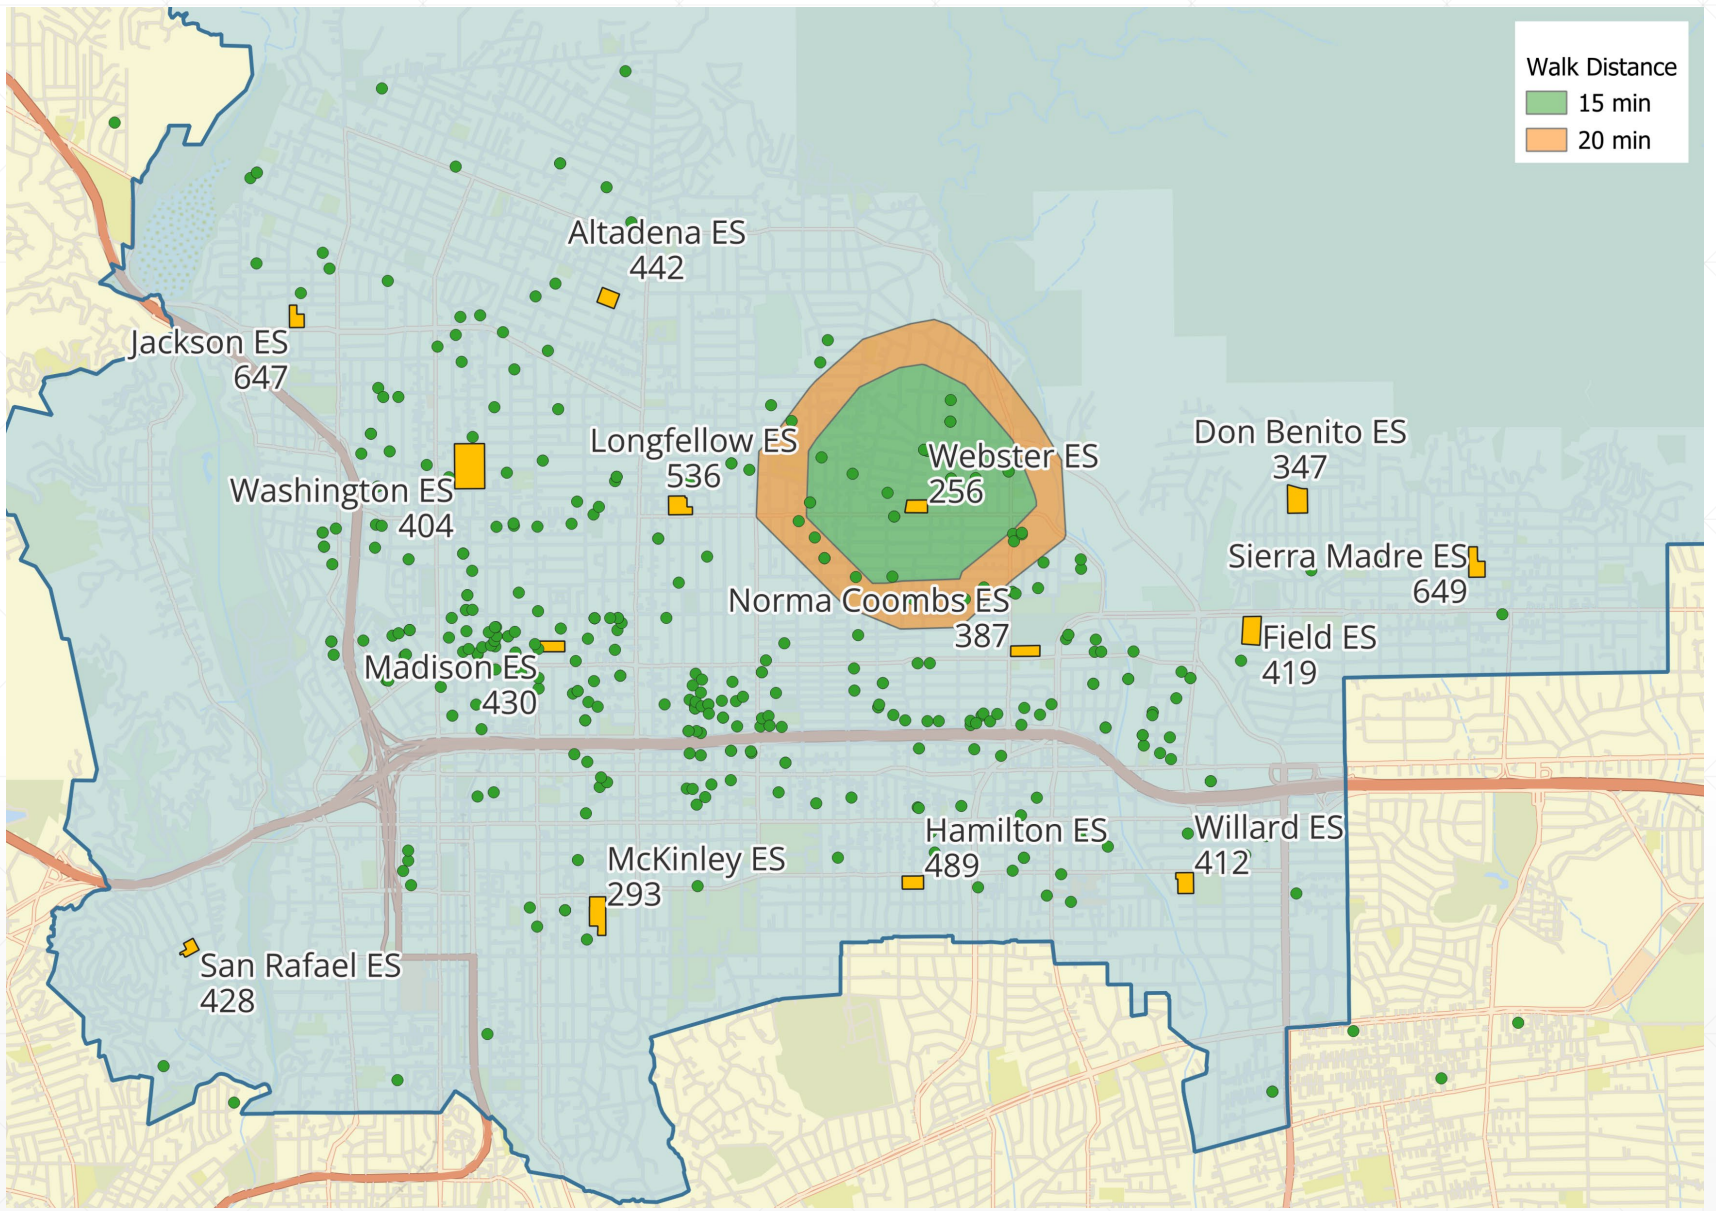 Walk Distance
15 min
20 min
Altadena ES
442
Jackson ES
647
Longfellow ES
536
Webster ES
256
Don Benito ES
347
Washington ES
404
Sierra Madre ES
649
Norma Coombs ES
387
Field ES
419
Madison ES
430
Hamilton ES
489
Willard ES
412
McKinley ES
293
San Rafael ES
428